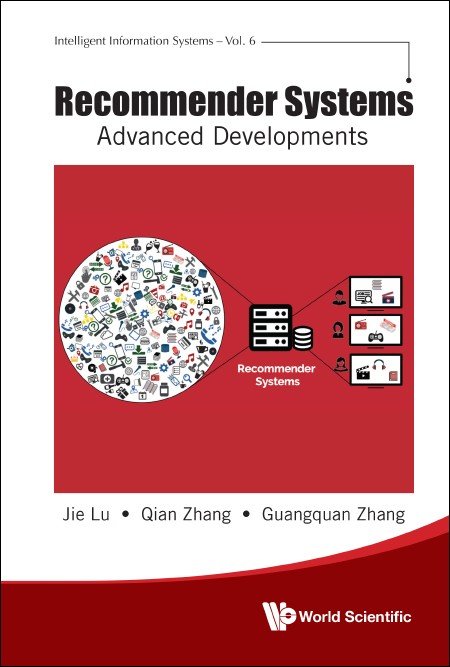 Intelligent Information Systems – Vol. 6
Recommender Systems
Advanced Developments
Recommender
Systems
Jie Lu • Qian Zhang • Guangquan Zhang
World Scientific